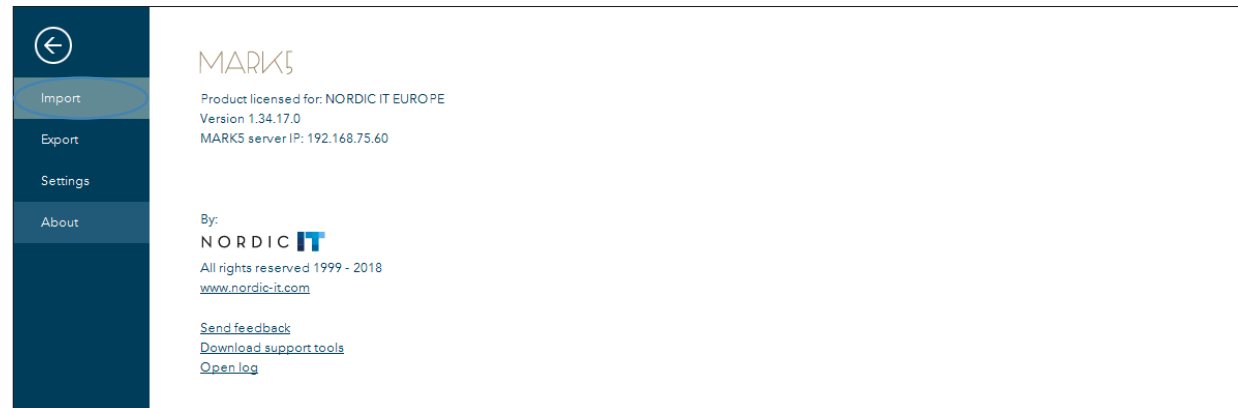 Import
Export
Settings
About
MARK5
Product licensed for: NORDIC IT EUROPE
Version 1.34.17.0
MARK5 server IP: 192.168.75.60
By:
NORDIC IT
All rights reserved 1999 - 2018
www.nordic-it.com
Send feedback
Download support tools
Open log